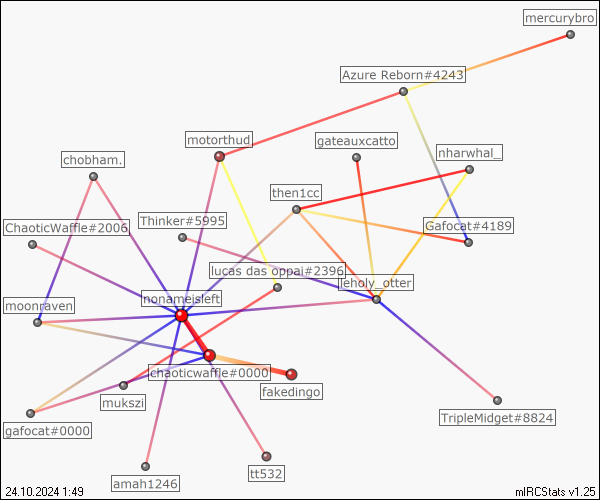 mercurybro
Azure Reborn#4243
motorthud
gateauxcatto
nharwhal_
chobham.
then1cc
ChaoticWaffle#2006
Thinker#5995
Gafocat#4189
lucas das oppai#2396
leholy_otter
nonameisleft
moonraven
chaoticwaffle#0000
fakedingo
mukszi
TripleMidget#8824
gafocat#0000
tt532
amah1246
24.10.2024 1:49
mIRCStats v1.25